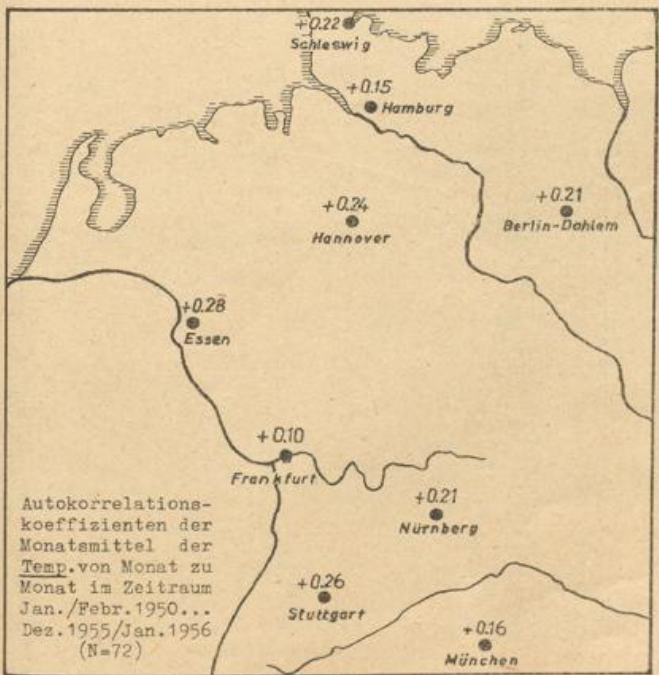 +0.22
Schleswig
+0.15
Hamburg
+0.24
Hannover
+0.21
Berlin-Dahlem
+0.28
Essen
+0.10
Frankfurt
+0.21
Nürnberg
+0.26
Stuttgart
+0.16
München
Autokorrelations-
koeffizienten der
Monatsmittel der
Temp.von Monat zu
Monat im Zeitraum
Jan./Febr.1950...
Dez.1955/Jan.1956
(N=72)